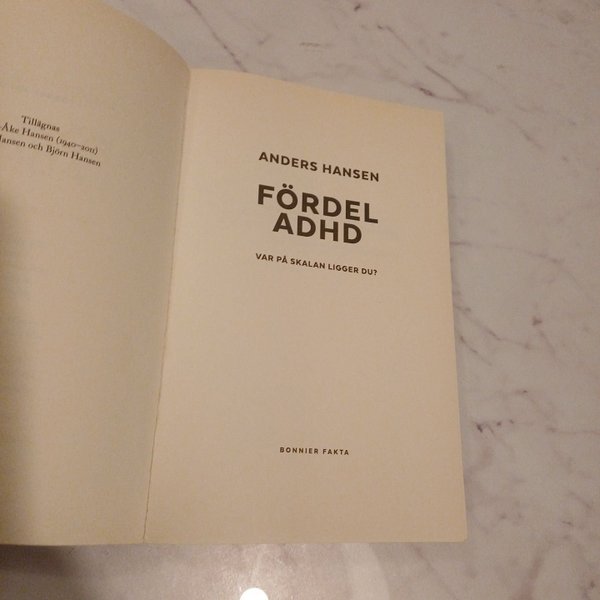 Tillägnas
Åke Hansen (1940–2011)
Hansen och Björn Hansen
ANDERS HANSEN
FÖRDEL
ADHD
VAR PÅ SKALAN LIGGER DU?
BONNIER FAKTA